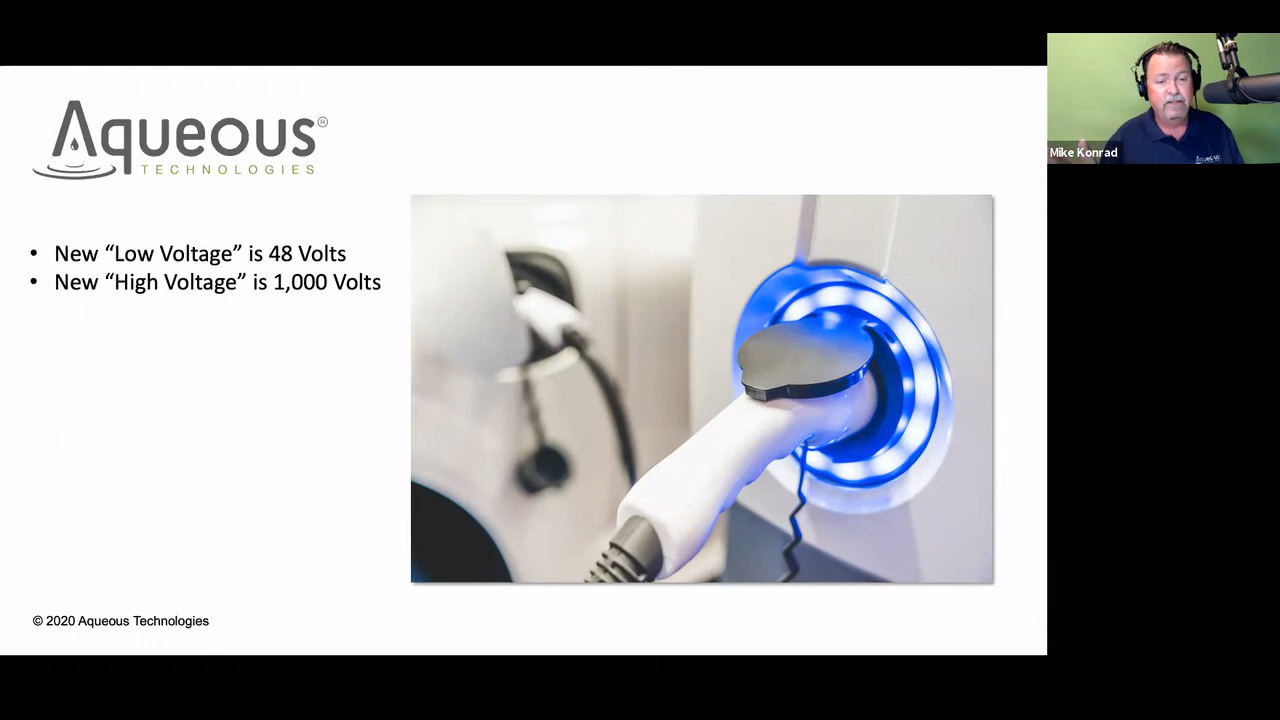 Aqueous®
TECHNOLOGIES
• New “Low Voltage” is 48 Volts
• New “High Voltage” is 1,000 Volts
© 2020 Aqueous Technologies
Mike Konrad